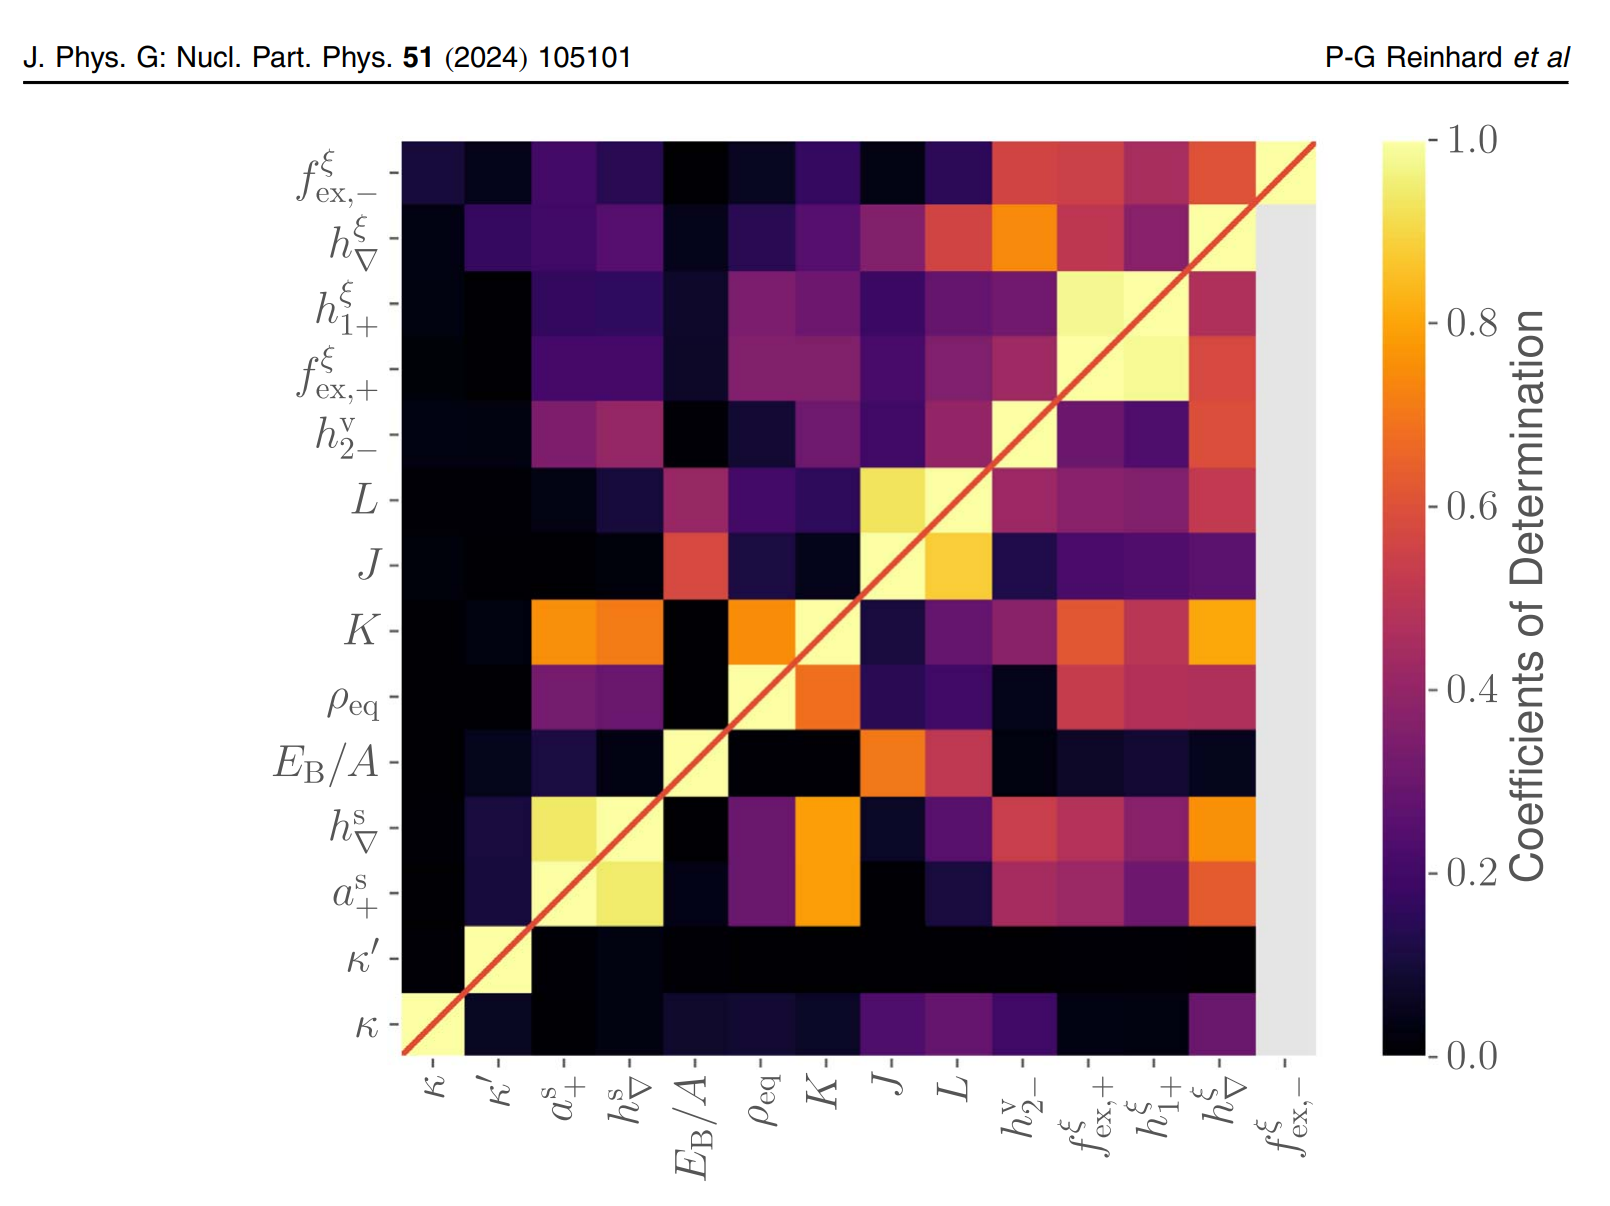 J. Phys. G: Nucl. Part. Phys. 51 (2024) 105101
P-G Reinhard et al
f^ξ_ex,−
h^ξ_∇
h^ξ_1+
f^ξ_ex,+
h^v_2−
L
J
K
ρ_eq
E_B/A
h^s_∇
a^s_+
κ′
κ
κ
κ′
a^s_+
h^s_∇
E_B/A
ρ_eq
K
J
L
h^v_2−
f^ξ_ex,+
h^ξ_1+
h^ξ_∇
f^ξ_ex,−
1.0
0.8
0.6
0.4
0.2
0.0
Coefficients of Determination